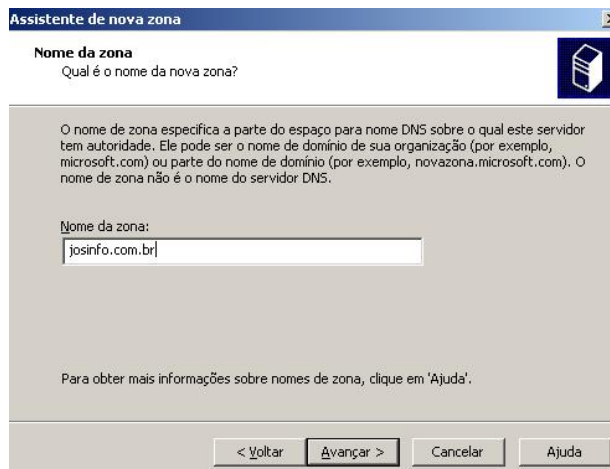 Assistente de nova zona
Nome da zona
Qual é o nome da nova zona?
O nome de zona especifica a parte do espaço para nome DNS sobre o qual este servidor
tem autoridade. Ele pode ser o nome de domínio de sua organização (por exemplo,
microsoft.com) ou parte do nome de domínio (por exemplo, novazona.microsoft.com). O
nome de zona não é o nome do servidor DNS.
Nome da zona:
josinfo.com.br
Para obter mais informações sobre nomes de zona, clique em 'Ajuda'.
< Voltar Avançar > Cancelar Ajuda